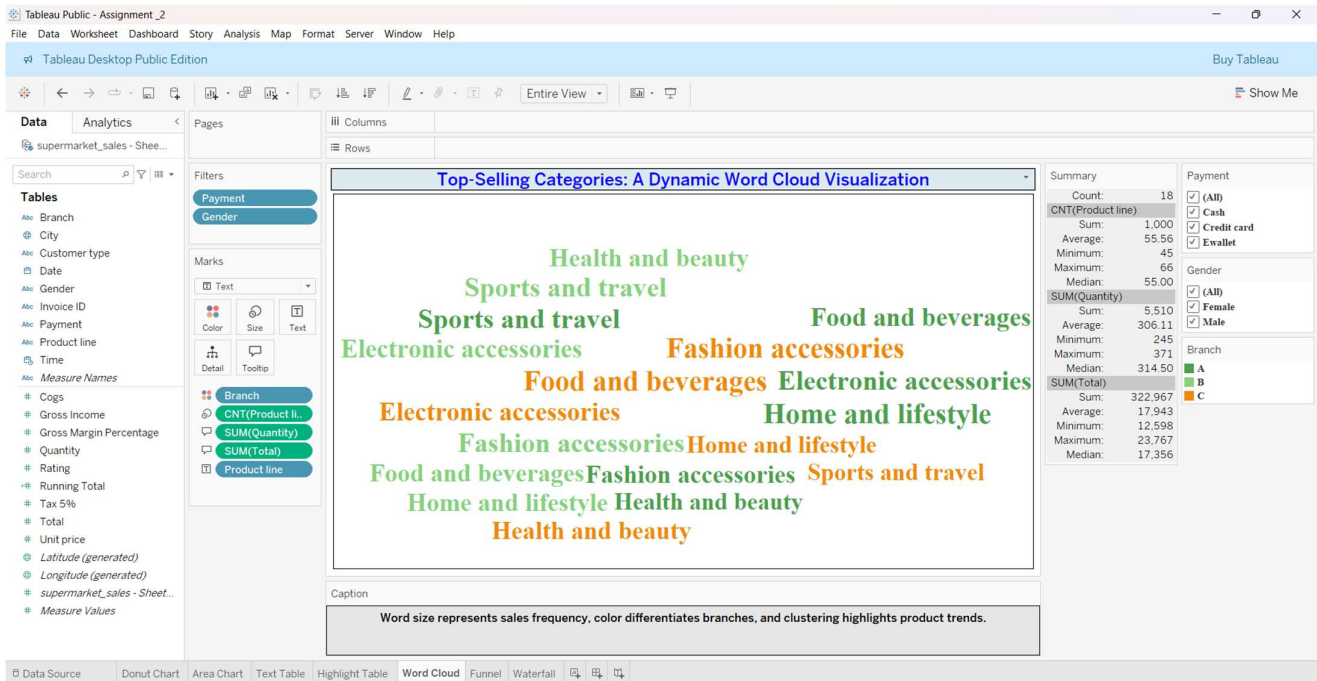 Tableau Public - Assignment _2
File Data Worksheet Dashboard Story Analysis Map Format Server Window Help
Tableau Desktop Public Edition
Buy Tableau
Entire View
Show Me
Data Analytics
supermarket_sales - Shee...
Search
Tables
Abc Branch
City
Abc Customer type
Date
Abc Gender
Abc Invoice ID
Abc Payment
Abc Product line
Time
Abc Measure Names
# Cogs
# Gross Income
# Gross Margin Percentage
# Quantity
# Rating
=# Running Total
# Tax 5%
# Total
# Unit price
Latitude (generated)
Longitude (generated)
# supermarket_sales - Sheet...
# Measure Values
Pages
Filters
Payment
Gender
Marks
Text
Color Size Text
Detail Tooltip
Branch
CNT(Product li..
SUM(Quantity)
SUM(Total)
Product line
Columns
Rows
Top-Selling Categories: A Dynamic Word Cloud Visualization
Health and beauty
Sports and travel
Sports and travel Food and beverages
Electronic accessories Fashion accessories
Food and beverages Electronic accessories
Electronic accessories Home and lifestyle
Fashion accessories Home and lifestyle
Food and beverages Fashion accessories Sports and travel
Home and lifestyle Health and beauty
Health and beauty
Caption
Word size represents sales frequency, color differentiates branches, and clustering highlights product trends.
Summary
Count: 18
CNT(Product line)
Sum: 1,000
Average: 55.56
Minimum: 45
Maximum: 66
Median: 55.00
SUM(Quantity)
Sum: 5,510
Average: 306.11
Minimum: 245
Maximum: 371
Median: 314.50
SUM(Total)
Sum: 322,967
Average: 17,943
Minimum: 12,598
Maximum: 23,767
Median: 17,356
Payment
(All)
Cash
Credit card
Ewallet
Gender
(All)
Female
Male
Branch
A
B
C
Data Source Donut Chart Area Chart Text Table Highlight Table Word Cloud Funnel Waterfall